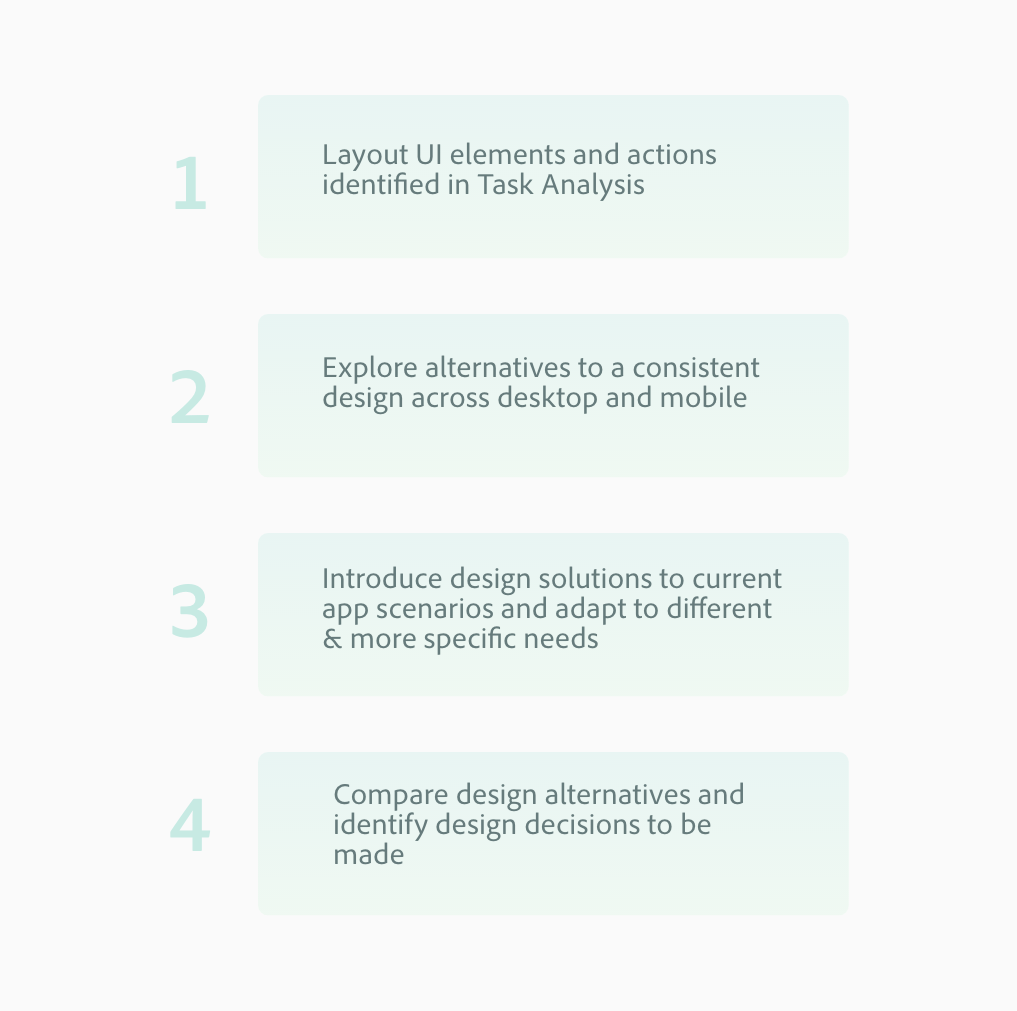 1
Layout UI elements and actions
identified in Task Analysis
2
Explore alternatives to a consistent
design across desktop and mobile
3
Introduce design solutions to current
app scenarios and adapt to different
& more specific needs
4
Compare design alternatives and
identify design decisions to be
made